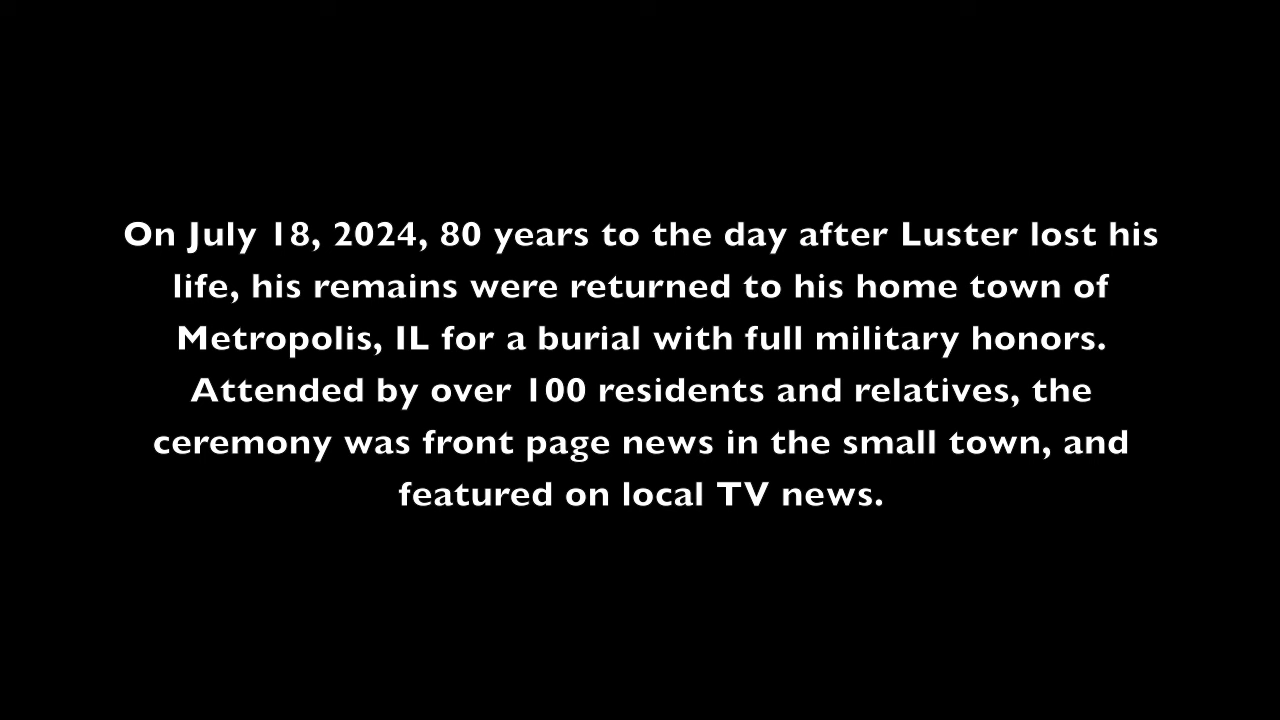 On July 18, 2024, 80 years to the day after Luster lost his
life, his remains were returned to his home town of
Metropolis, IL for a burial with full military honors.
Attended by over 100 residents and relatives, the
ceremony was front page news in the small town, and
featured on local TV news.